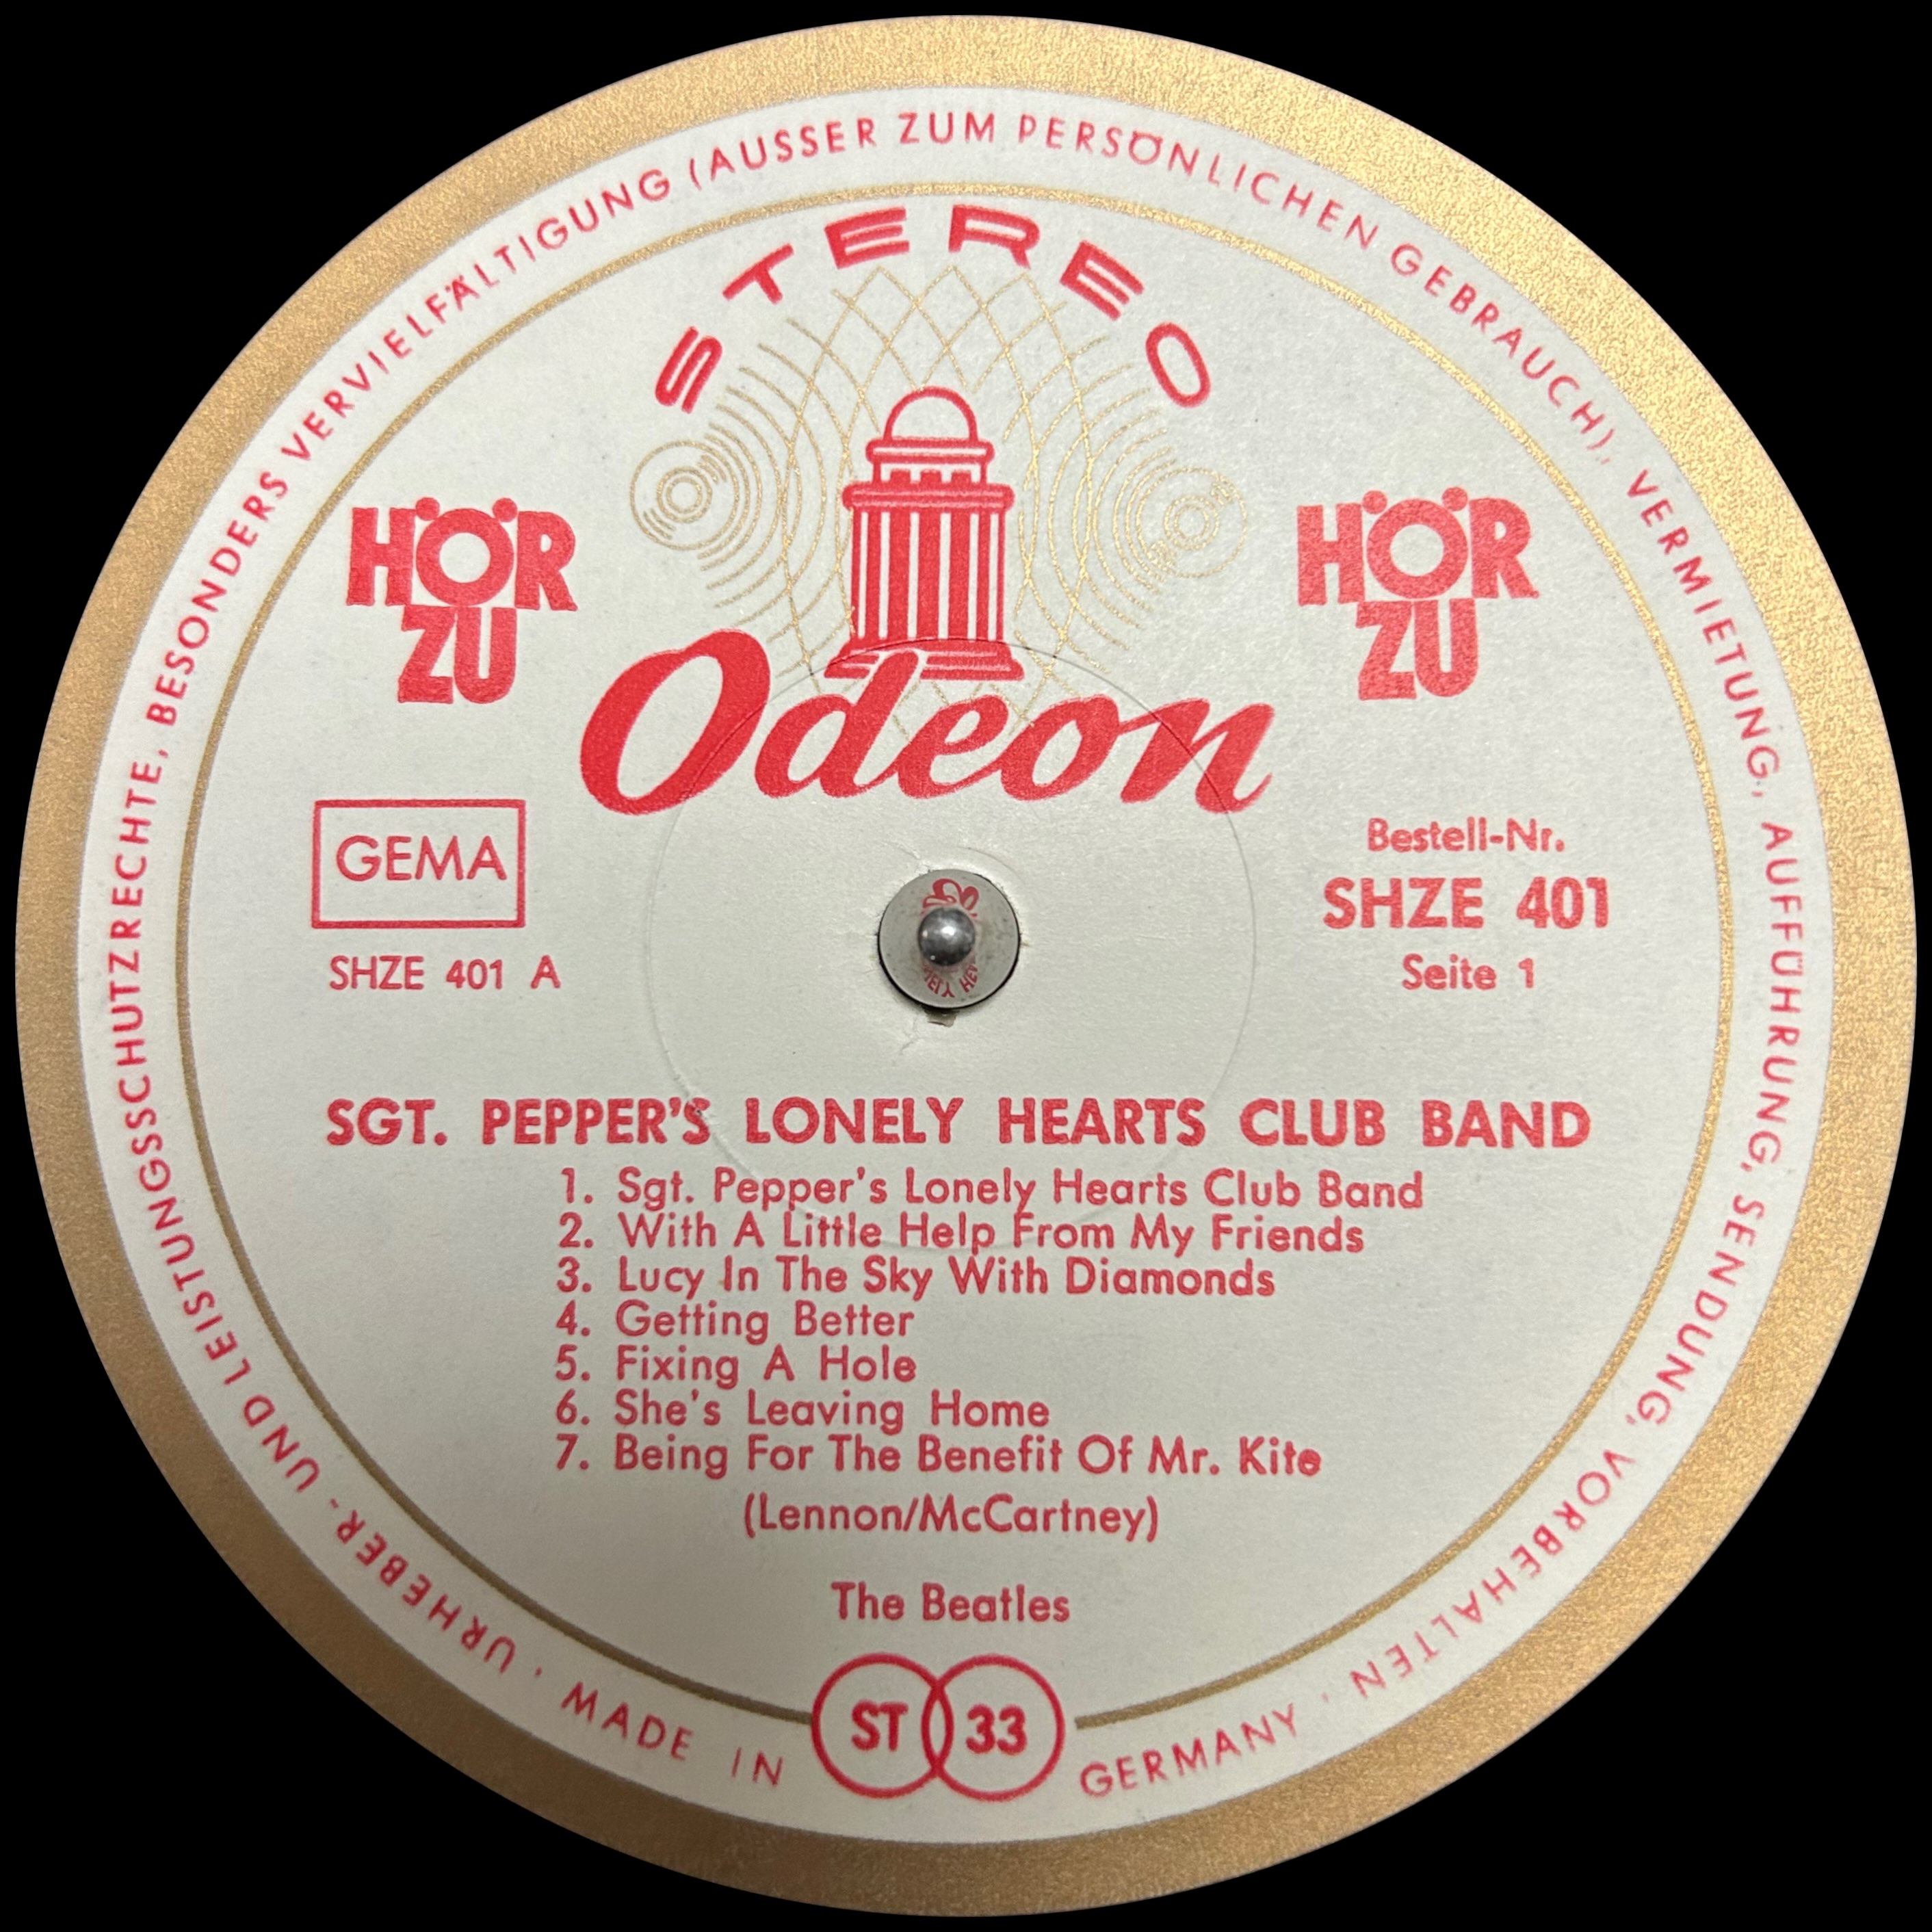 URHEBER- UND LEISTUNGSSCHUTZRECHTE, BESONDERS VERVIELFÄLTIGUNG (AUSSER ZUM PERSÖNLICHEN GEBRAUCH), VERMIETUNG, AUFFÜHRUNG, SENDUNG, VORBEHALTEN ·
STEREO
HÖR
ZU
HÖR
ZU
Odeon
GEMA
SHZE 401 A
Bestell-Nr.
SHZE 401
Seite 1
SGT. PEPPER'S LONELY HEARTS CLUB BAND
1. Sgt. Pepper's Lonely Hearts Club Band
2. With A Little Help From My Friends
3. Lucy In The Sky With Diamonds
4. Getting Better
5. Fixing A Hole
6. She's Leaving Home
7. Being For The Benefit Of Mr. Kite
(Lennon/McCartney)
The Beatles
ST 33
MADE IN GERMANY ·